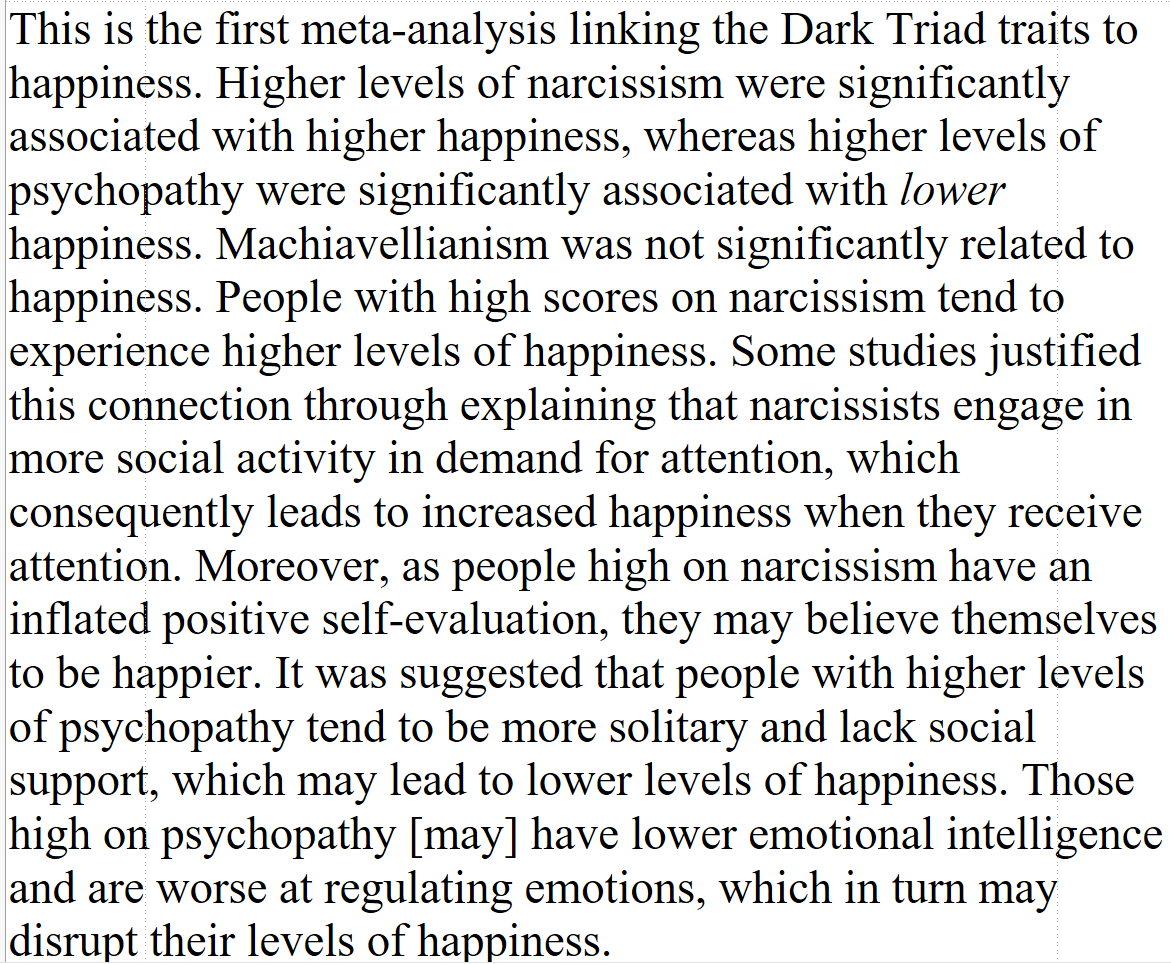 This is the first meta-analysis linking the Dark Triad traits to
happiness. Higher levels of narcissism were significantly
associated with higher happiness, whereas higher levels of
psychopathy were significantly associated with lower
happiness. Machiavellianism was not significantly related to
happiness. People with high scores on narcissism tend to
experience higher levels of happiness. Some studies justified
this connection through explaining that narcissists engage in
more social activity in demand for attention, which
consequently leads to increased happiness when they receive
attention. Moreover, as people high on narcissism have an
inflated positive self-evaluation, they may believe themselves
to be happier. It was suggested that people with higher levels
of psychopathy tend to be more solitary and lack social
support, which may lead to lower levels of happiness. Those
high on psychopathy [may] have lower emotional intelligence
and are worse at regulating emotions, which in turn may
disrupt their levels of happiness.